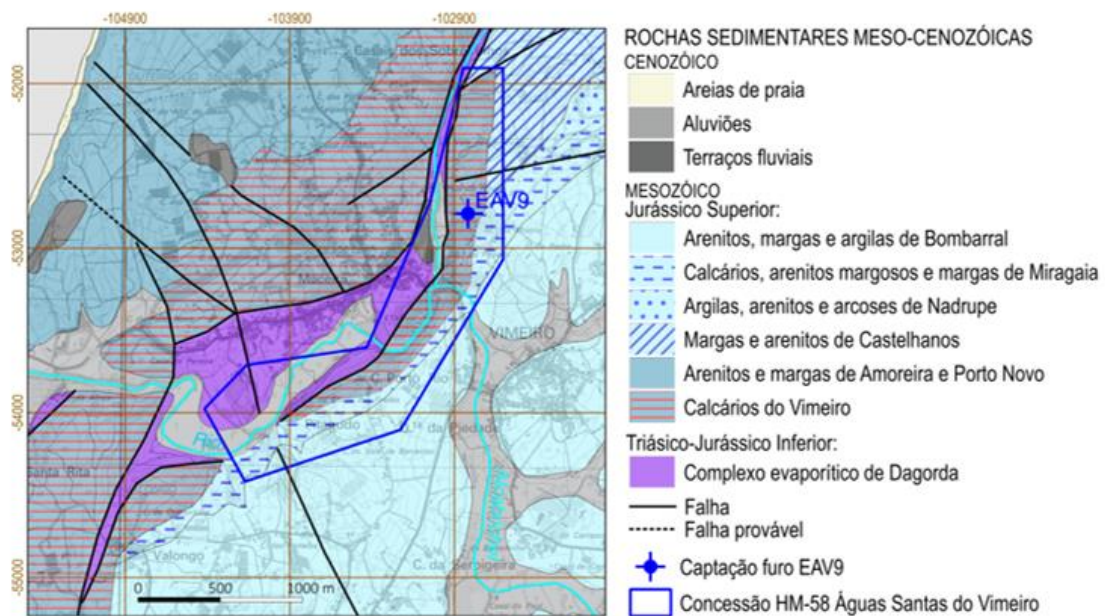 -104900
-103900
-102900
-52000
-53000
-54000
-55000
EAV9
VIMEIRO
Valongo
C. da Serpigeira
0
500
1000 m
ROCHAS SEDIMENTARES MESO-CENOZÓICAS
CENOZÓICO
Areias de praia
Aluviões
Terraços fluviais
MESOZÓICO
Jurássico Superior:
Arenitos, margas e argilas de Bombarral
Calcários, arenitos margosos e margas de Miragaia
Argilas, arenitos e arcoses de Nadrupe
Margas e arenitos de Castelhanos
Arenitos e margas de Amoreira e Porto Novo
Calcários do Vimeiro
Triásico-Jurássico Inferior:
Complexo evaporítico de Dagorda
Falha
Falha provável
Captação furo EAV9
Concessão HM-58 Águas Santas do Vimeiro